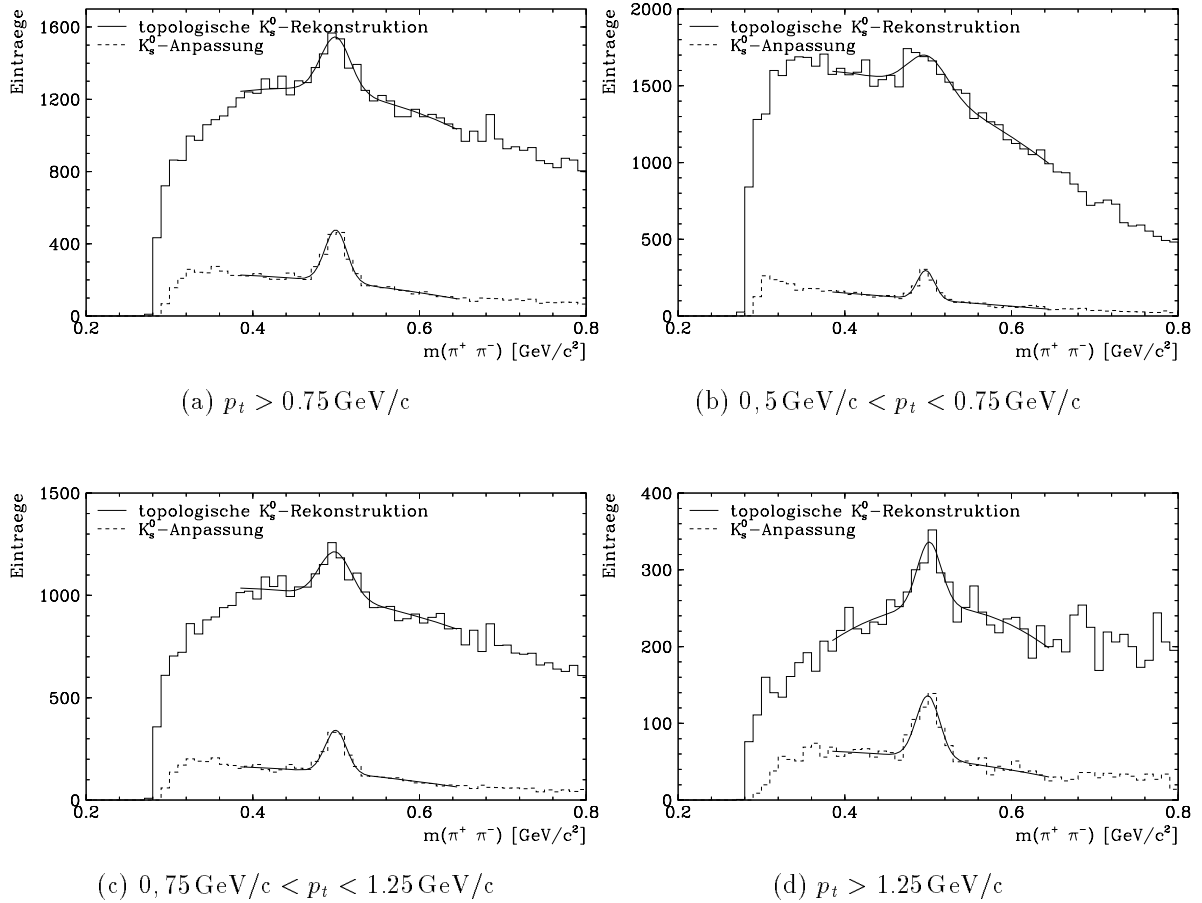 Eintraege
1600
1200
800
400
0
topologische K⁰ₛ–Rekonstruktion
K⁰ₛ–Anpassung
0.2 0.4 0.6 0.8
m(π⁺ π⁻) [GeV/c²]
(a) pₜ > 0.75 GeV/c
Eintraege
2000
1500
1000
500
0
topologische K⁰ₛ–Rekonstruktion
K⁰ₛ–Anpassung
0.2 0.4 0.6 0.8
m(π⁺ π⁻) [GeV/c²]
(b) 0, 5 GeV/c < pₜ < 0.75 GeV/c
Eintraege
1500
1000
500
0
topologische K⁰ₛ–Rekonstruktion
K⁰ₛ–Anpassung
0.2 0.4 0.6 0.8
m(π⁺ π⁻) [GeV/c²]
(c) 0, 75 GeV/c < pₜ < 1.25 GeV/c
Eintraege
400
300
200
100
0
topologische K⁰ₛ–Rekonstruktion
K⁰ₛ–Anpassung
0.2 0.4 0.6 0.8
m(π⁺ π⁻) [GeV/c²]
(d) pₜ > 1.25 GeV/c